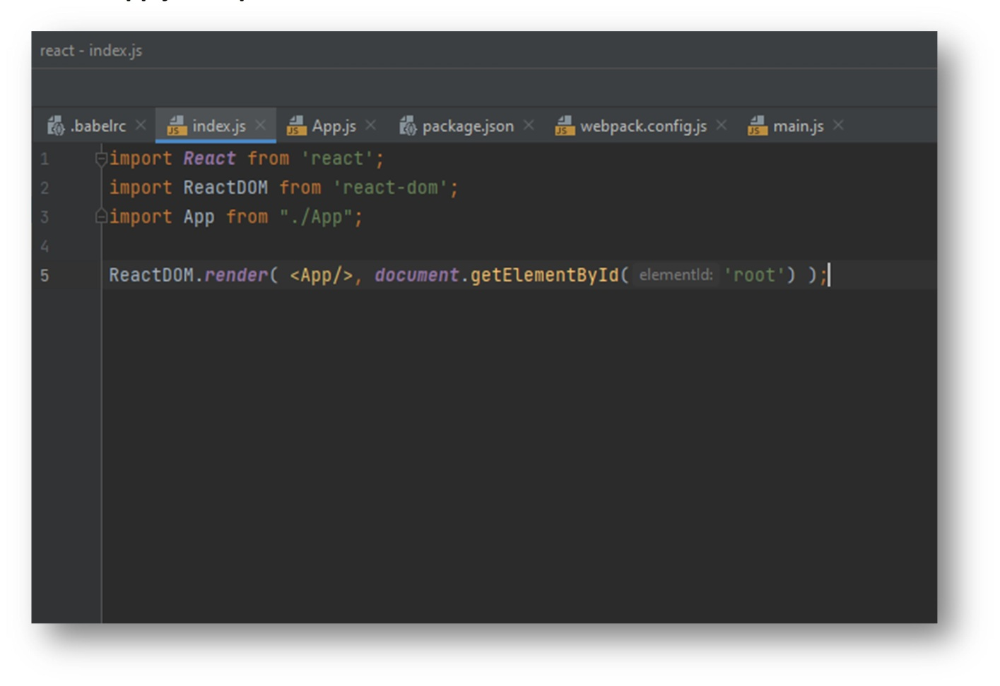 react - index.js
.babelrc index.js App.js package.json webpack.config.js main.js
1 import React from 'react';
2 import ReactDOM from 'react-dom';
3 import App from "./App";
4
5 ReactDOM.render( <App/>, document.getElementById( elementId: 'root') );